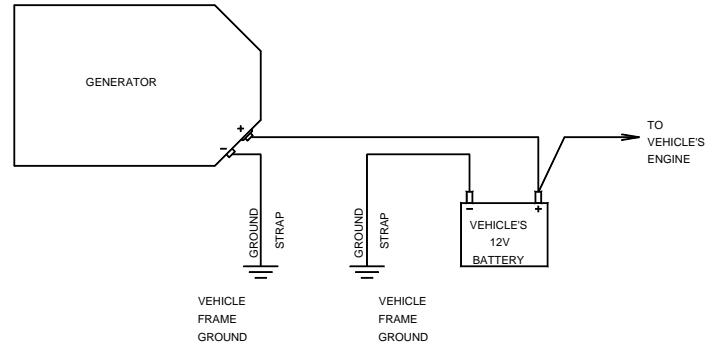 GENERATOR
+
-
TO
VEHICLE'S
ENGINE
GROUND
STRAP
GROUND
STRAP
- +
VEHICLE'S
12V
BATTERY
VEHICLE
FRAME
GROUND
VEHICLE
FRAME
GROUND